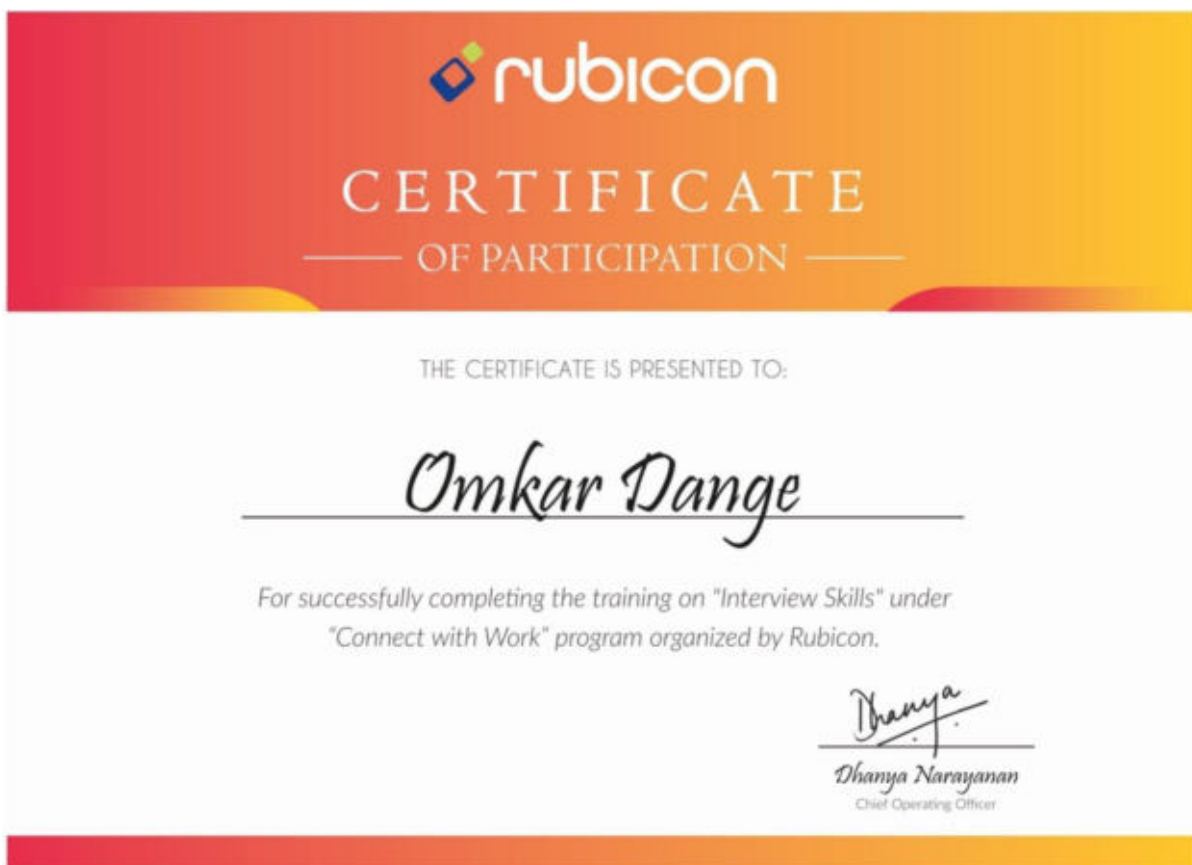 rubicon
CERTIFICATE
OF PARTICIPATION
THE CERTIFICATE IS PRESENTED TO:
Omkar Dange
For successfully completing the training on "Interview Skills" under
"Connect with Work" program organized by Rubicon.
Dhanya
Dhanya Narayanan
Chief Operating Officer